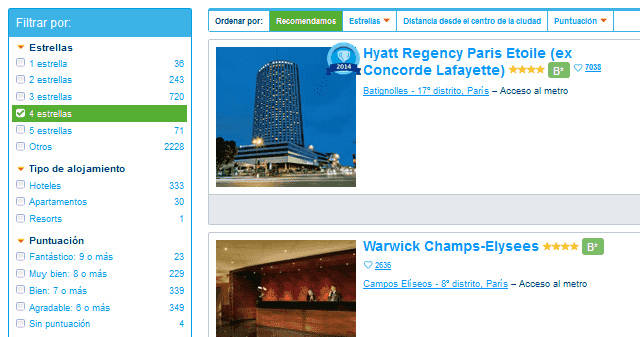 Filtrar por:
Estrellas
1 estrella 36
2 estrellas 243
3 estrellas 720
4 estrellas
5 estrellas 71
Otros 2228
Tipo de alojamiento
Hoteles 333
Apartamentos 30
Resorts 1
Puntuación
Fantástico: 9 o más 23
Muy bien: 8 o más 229
Bien: 7 o más 339
Agradable: 6 o más 349
Sin puntuación 4
Ordenar por: Recomendamos Estrellas Distancia desde el centro de la ciudad Puntuación
2014
Hyatt Regency Paris Etoile (ex
Concorde Lafayette) B* 7038
Batignolles - 17º distrito, París – Acceso al metro
Warwick Champs-Elysees B*
2636
Campos Elíseos - 8º distrito, París – Acceso al metro